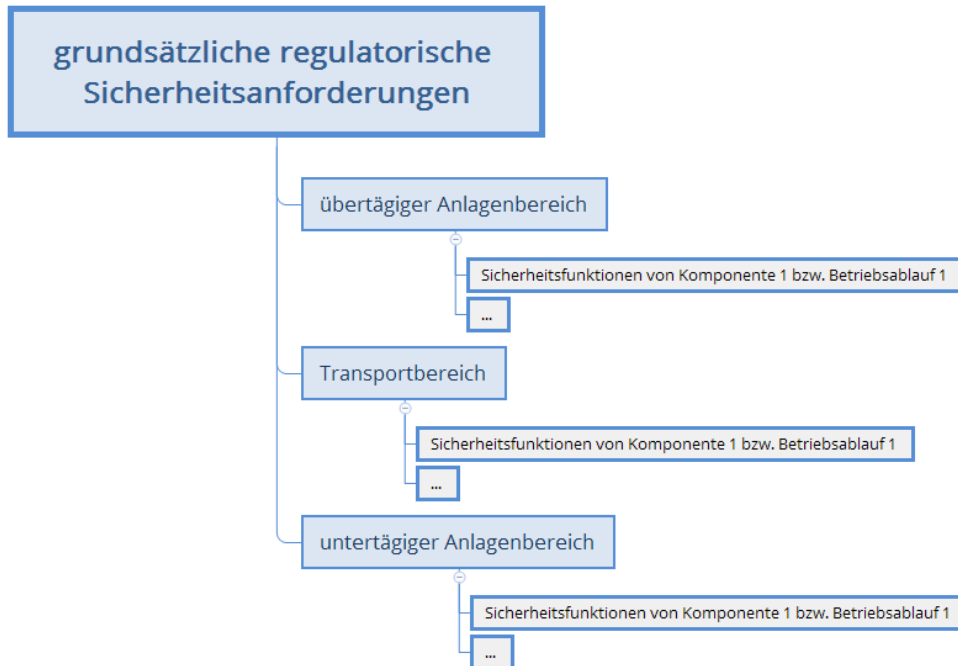 grundsätzliche regulatorische
Sicherheitsanforderungen
übertägiger Anlagenbereich
Sicherheitsfunktionen von Komponente 1 bzw. Betriebsablauf 1
...
Transportbereich
Sicherheitsfunktionen von Komponente 1 bzw. Betriebsablauf 1
...
untertägiger Anlagenbereich
Sicherheitsfunktionen von Komponente 1 bzw. Betriebsablauf 1
...